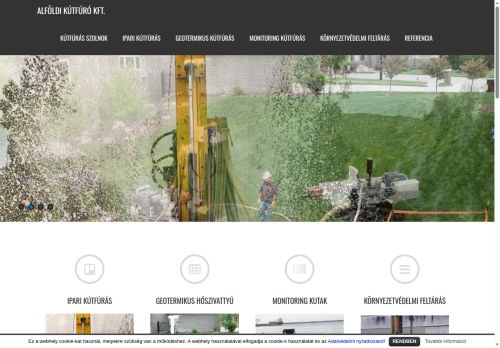 ALFÖLDI KÚTFÚRÓ KFT.
KÚTFÚRÁS SZOLNOK IPARI KÚTFÚRÁS GEOTERMIKUS KÚTFÚRÁS MONITORING KÚTFÚRÁS KÖRNYEZETVÉDELMI FELTÁRÁS REFERENCIA
IPARI KÚTFÚRÁS GEOTERMIKUS HŐSZIVATTYÚ MONITORING KUTAK KÖRNYEZETVÉDELMI FELTÁRÁS
Ez a webhely cookie-kat használ, melyekre szükség van a működéshez. A webhely használatával elfogadja a cookie-k használatát és az Adatvédelmi nyilatkozatot! RENDBEN További információ